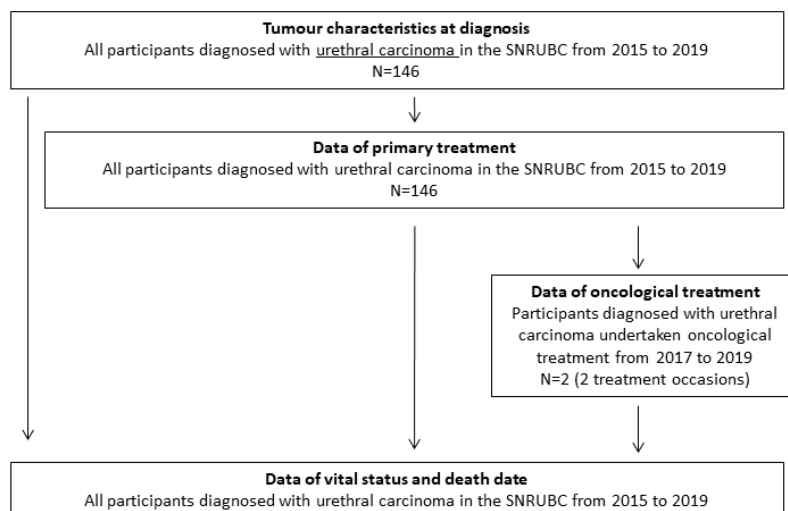 Tumour characteristics at diagnosis
All participants diagnosed with urethral carcinoma in the SNRUBC from 2015 to 2019
N=146
Data of primary treatment
All participants diagnosed with urethral carcinoma in the SNRUBC from 2015 to 2019
N=146
Data of oncological treatment
Participants diagnosed with urethral
carcinoma undertaken oncological
treatment from 2017 to 2019
N=2 (2 treatment occasions)
Data of vital status and death date
All participants diagnosed with urethral carcinoma in the SNRUBC from 2015 to 2019